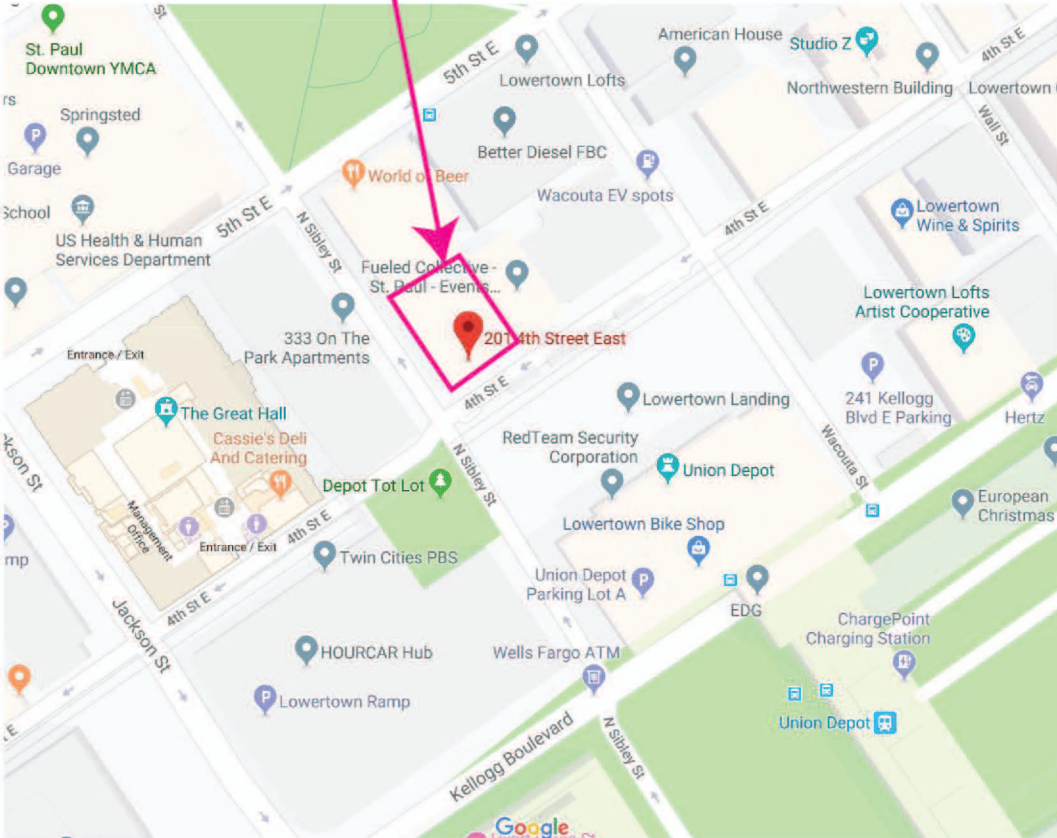 St. Paul
Downtown YMCA
St
5th St E
Lowertown Lofts
American House
Studio Z
4th St E
Northwestern Building
Lowertown
rs
Springsted
Garage
Better Diesel FBC
Wall St
World of Beer
Wacouta EV spots
School
US Health & Human
Services Department
5th St E
N Sibley St
4th St E
Lowertown
Wine & Spirits
Fueled Collective -
St. Paul - Events...
Lowertown Lofts
Artist Cooperative
333 On The
Park Apartments
201 4th Street East
Entrance / Exit
4th St E
Lowertown Landing
241 Kellogg
Blvd E Parking
Hertz
The Great Hall
Cassie's Deli
And Catering
RedTeam Security
Corporation
Union Depot
Wacouta St
kson St
Depot Tot Lot
N Sibley St
European
Christmas
Management
Office
Entrance / Exit
4th St E
Lowertown Bike Shop
mp
Twin Cities PBS
Union Depot
Parking Lot A
EDG
4th St E
Jackson St
ChargePoint
Charging Station
HOURCAR Hub
Wells Fargo ATM
Lowertown Ramp
Union Depot
E
Kellogg Boulevard
N Sibley St
Google